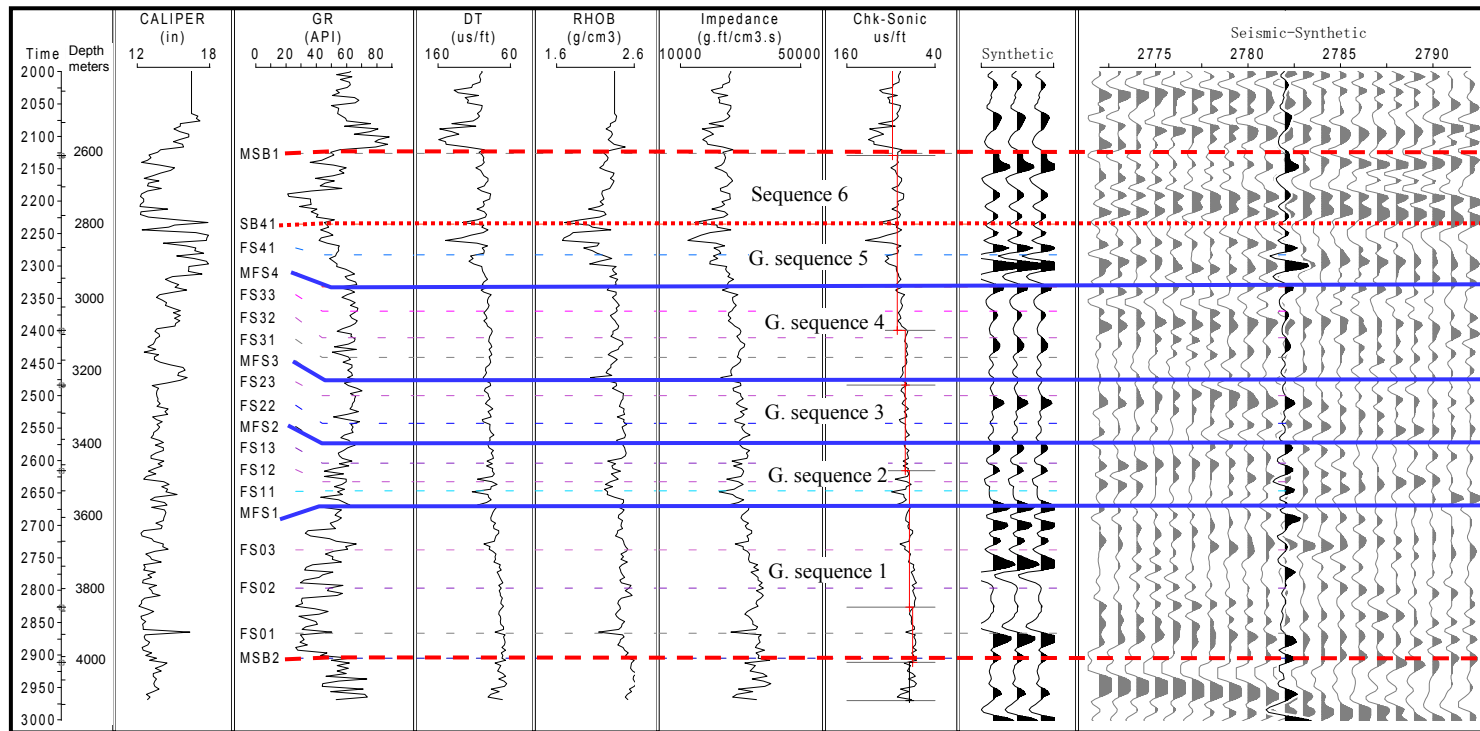 CALIPER GR DT RHOB Impedance Chk-Sonic
(in) (API) (us/ft) (g/cm3) (g.ft/cm3.s) us/ft Synthetic Seismic-Synthetic
Time Depth meters
12 18 0 20 40 60 80 160 60 1.6 2.6 10000 50000 160 40 2775 2780 2785 2790
2000
2050
2100
2600
MSB1
2150
2200
Sequence 6
2800
SB41
2250
FS41
G. sequence 5
2300
MFS4
3000
FS33
2350
FS32
G. sequence 4
2400
FS31
2450
MFS3
3200
FS23
2500
FS22
G. sequence 3
2550
MFS2
3400
FS13
2600
FS12
G. sequence 2
2650
FS11
MFS1
3600
2700
2750
FS03
G. sequence 1
2800
FS02
3800
2850
FS01
2900
MSB2
4000
2950
3000